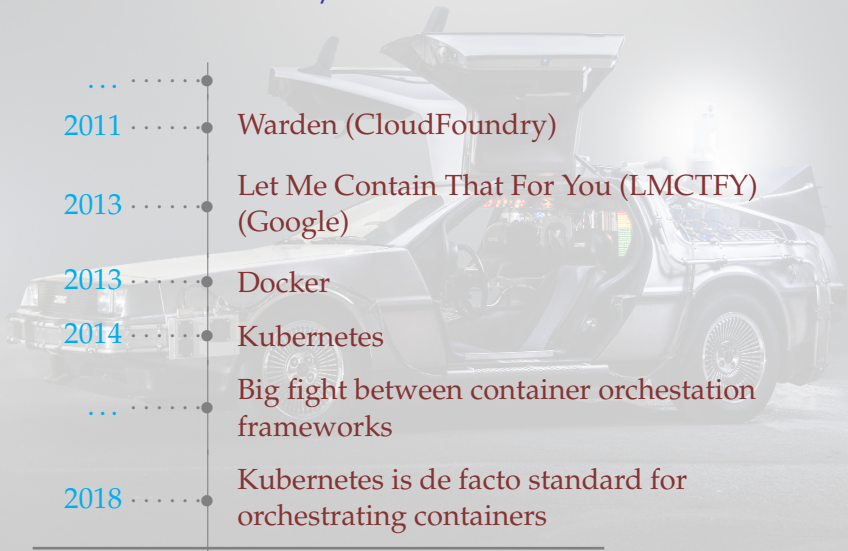 ...
2011 Warden (CloudFoundry)
2013 Let Me Contain That For You (LMCTFY)
(Google)
2013 Docker
2014 Kubernetes
... Big fight between container orchestation
frameworks
2018 Kubernetes is de facto standard for
orchestrating containers